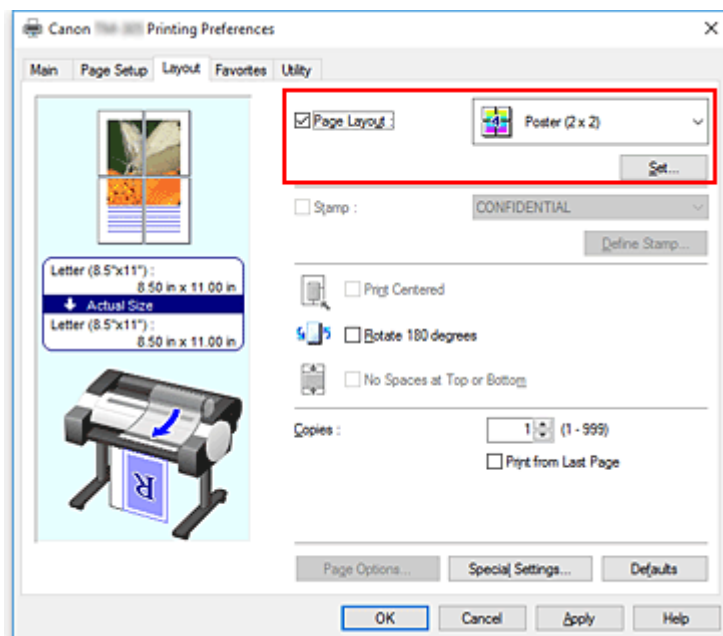 Canon Printing Preferences
Main Page Setup Layout Favorites Utility
Page Layout :
4 Poster (2 x 2)
Set...
Stamp : CONFIDENTIAL
Define Stamp...
Letter (8.5"x11") :
8.50 in x 11.00 in
Actual Size
Letter (8.5"x11") :
8.50 in x 11.00 in
Print Centered
Rotate 180 degrees
No Spaces at Top or Bottom
Copies : 1 (1 - 999)
Print from Last Page
R
Page Options... Special Settings... Defaults
OK Cancel Apply Help